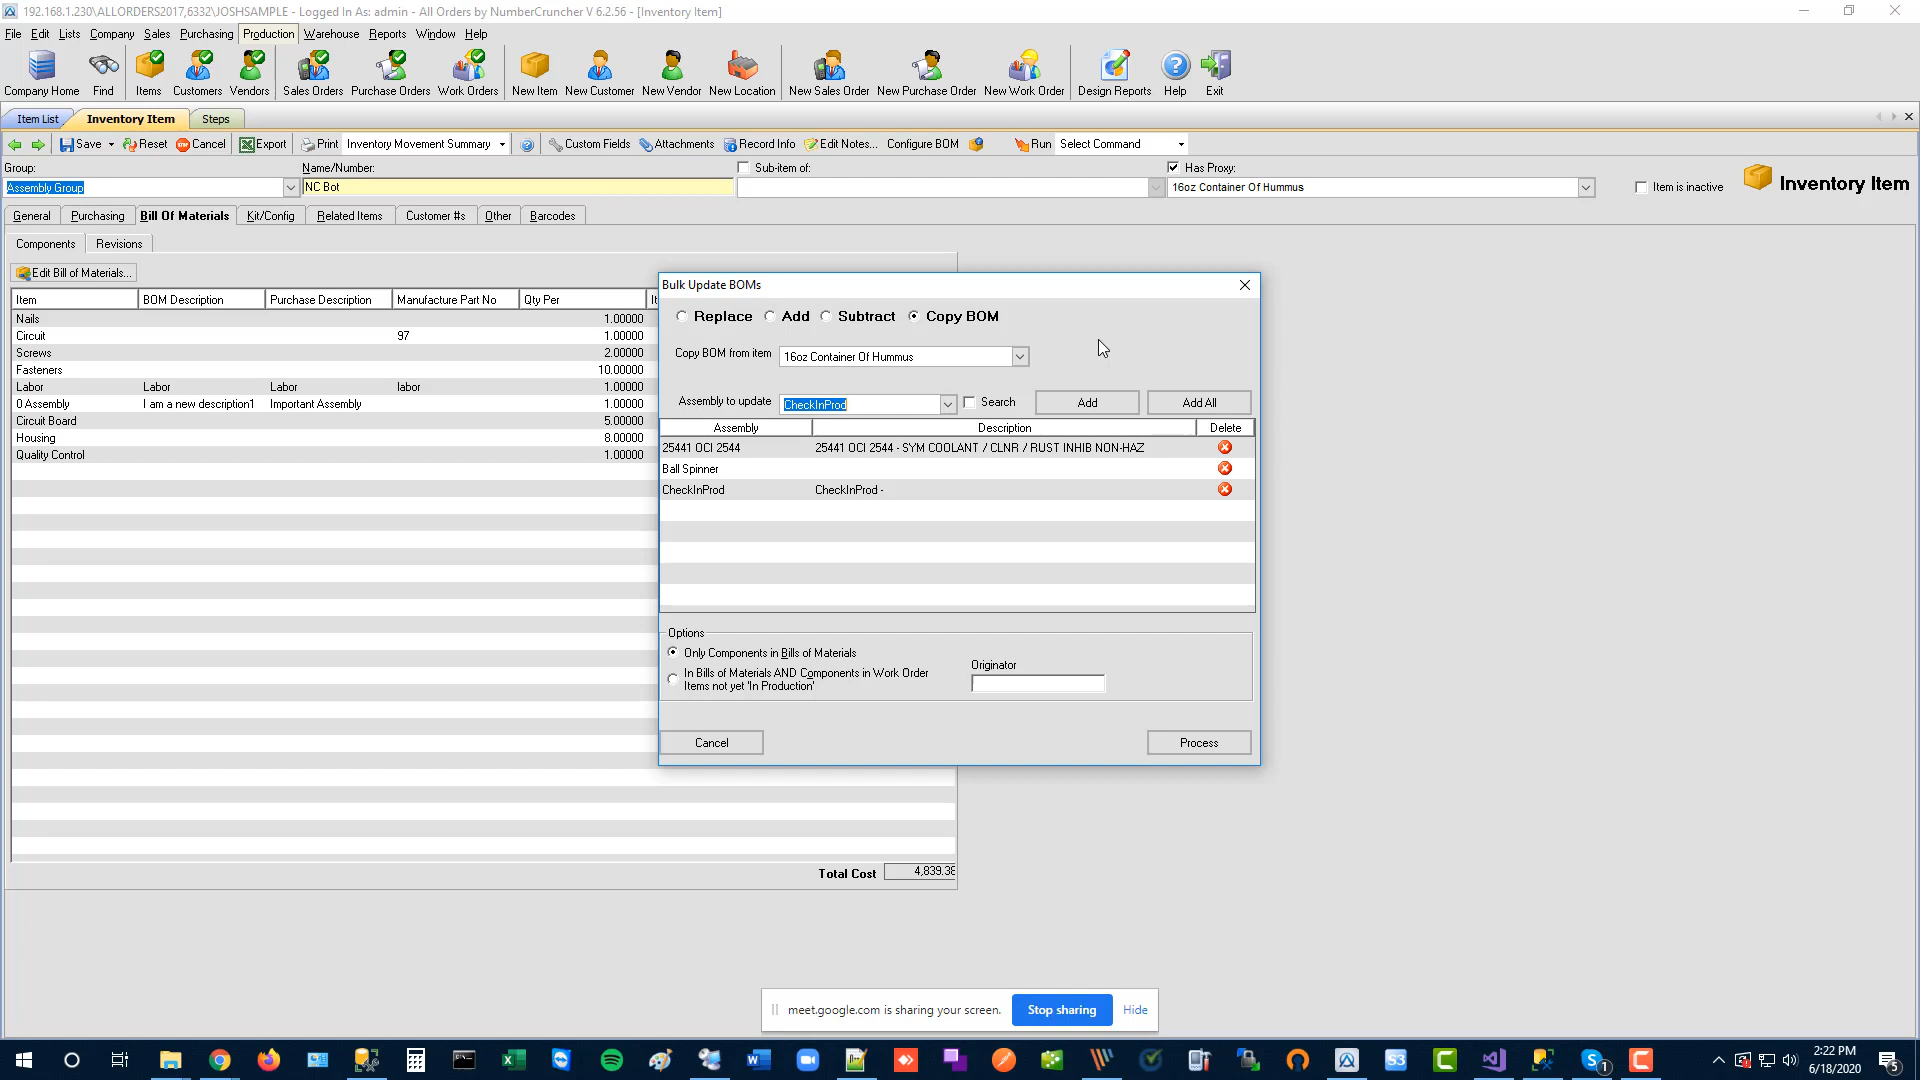 192.168.1.230\ALLORDERS2017,6332/JOSHSAMPLE - Logged In As: admin - All Orders by NumberCruncher V 6.2.56 - [Inventory Item]
File Edit Lists Company Sales Purchasing Production Warehouse Reports Window Help
Company Home Find Items Customers Vendors Sales Orders Purchase Orders Work Orders New Item New Customer New Vendor New Location New Sales Order New Purchase Order New Work Order Design Reports Help Exit
Item List Inventory Item Steps
Save Reset Cancel Export Print Inventory Movement Summary Custom Fields Attachments Record Info Edit Notes... Configure BOM Run Select Command
Group: Name/Number: Sub-item of: Has Proxy:
Assembly Group NC Bot 16oz Container Of Hummus Item is inactive Inventory Item
General Purchasing Bill Of Materials Kit/Config Related Items Customer #s Other Barcodes
Components Revisions
Edit Bill of Materials...
Item BOM Description Purchase Description Manufacture Part No Qty Per
Nails 1.00000
Circuit 97 1.00000
Screws 2.00000
Fasteners 10.00000
Labor Labor Labor labor 1.00000
0 Assembly I am a new description1 Important Assembly 1.00000
Circuit Board 5.00000
Housing 8.00000
Quality Control 1.00000
Total Cost 4,839.38
Bulk Update BOMs
Replace Add Subtract Copy BOM
Copy BOM from item 16oz Container Of Hummus
Assembly to update CheckInProd Search Add Add All
Assembly Description Delete
25441 OCI 2544 25441 OCI 2544 - SYM COOLANT / CLNR / RUST INHIB NON-HAZ
Ball Spinner
CheckInProd CheckInProd -
Options
Only Components in Bills of Materials
In Bills of Materials AND Components in Work Order
Items not yet 'In Production'
Originator
Cancel Process
meet.google.com is sharing your screen. Stop sharing Hide
2:22 PM
6/18/2020
1
5